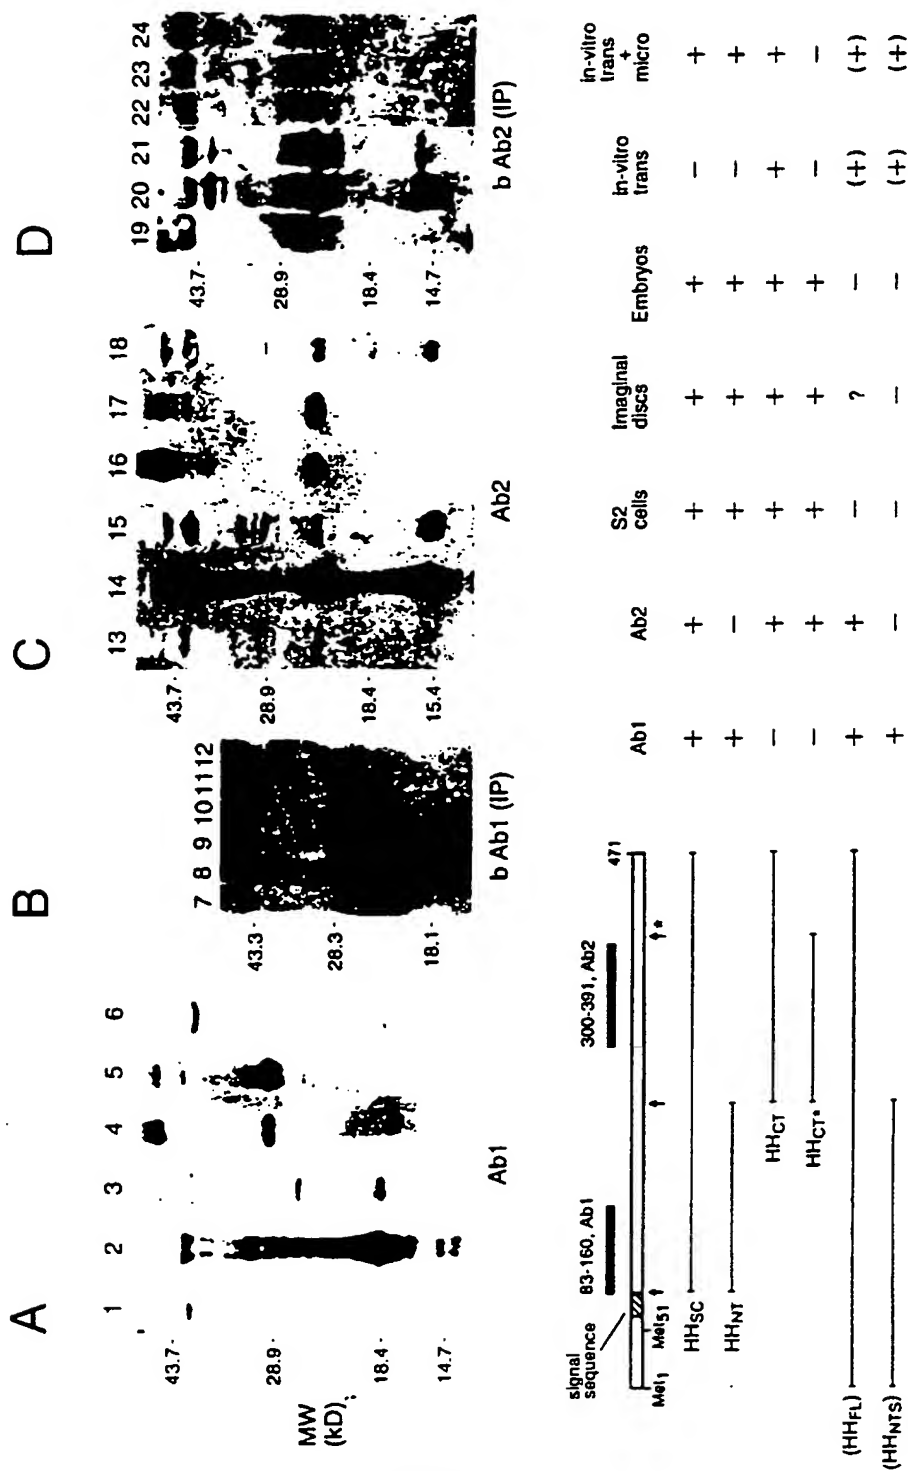 A
1 2 3 4 5 6
MW
(kD)
43.7 -
28.9 -
18.4 -
14.7 -
Ab1
B
7 8 9 10 11 12
43.3 -
28.3 -
18.1 -
b Ab1 (IP)
C
13 14 15 16 17 18
43.7 -
28.9 -
18.4 -
15.4 -
Ab2
D
19 20 21 22 23 24
43.7 -
28.9 -
18.4 -
14.7 -
b Ab2 (IP)
signal
sequence
83-160, Ab1
300-391, Ab2
471
Met1
Met51
*
Ab1 Ab2 S2 cells Imaginal discs Embryos In-vitro trans In-vitro trans + micro
HHSC + + + + + - +
HHNT + - + + + - +
HHCT - + + + + + +
HHCT* - + + + + - -
(HHFL) + + - ? - (+) (+)
(HHNTS) + - - - - (+) (+)